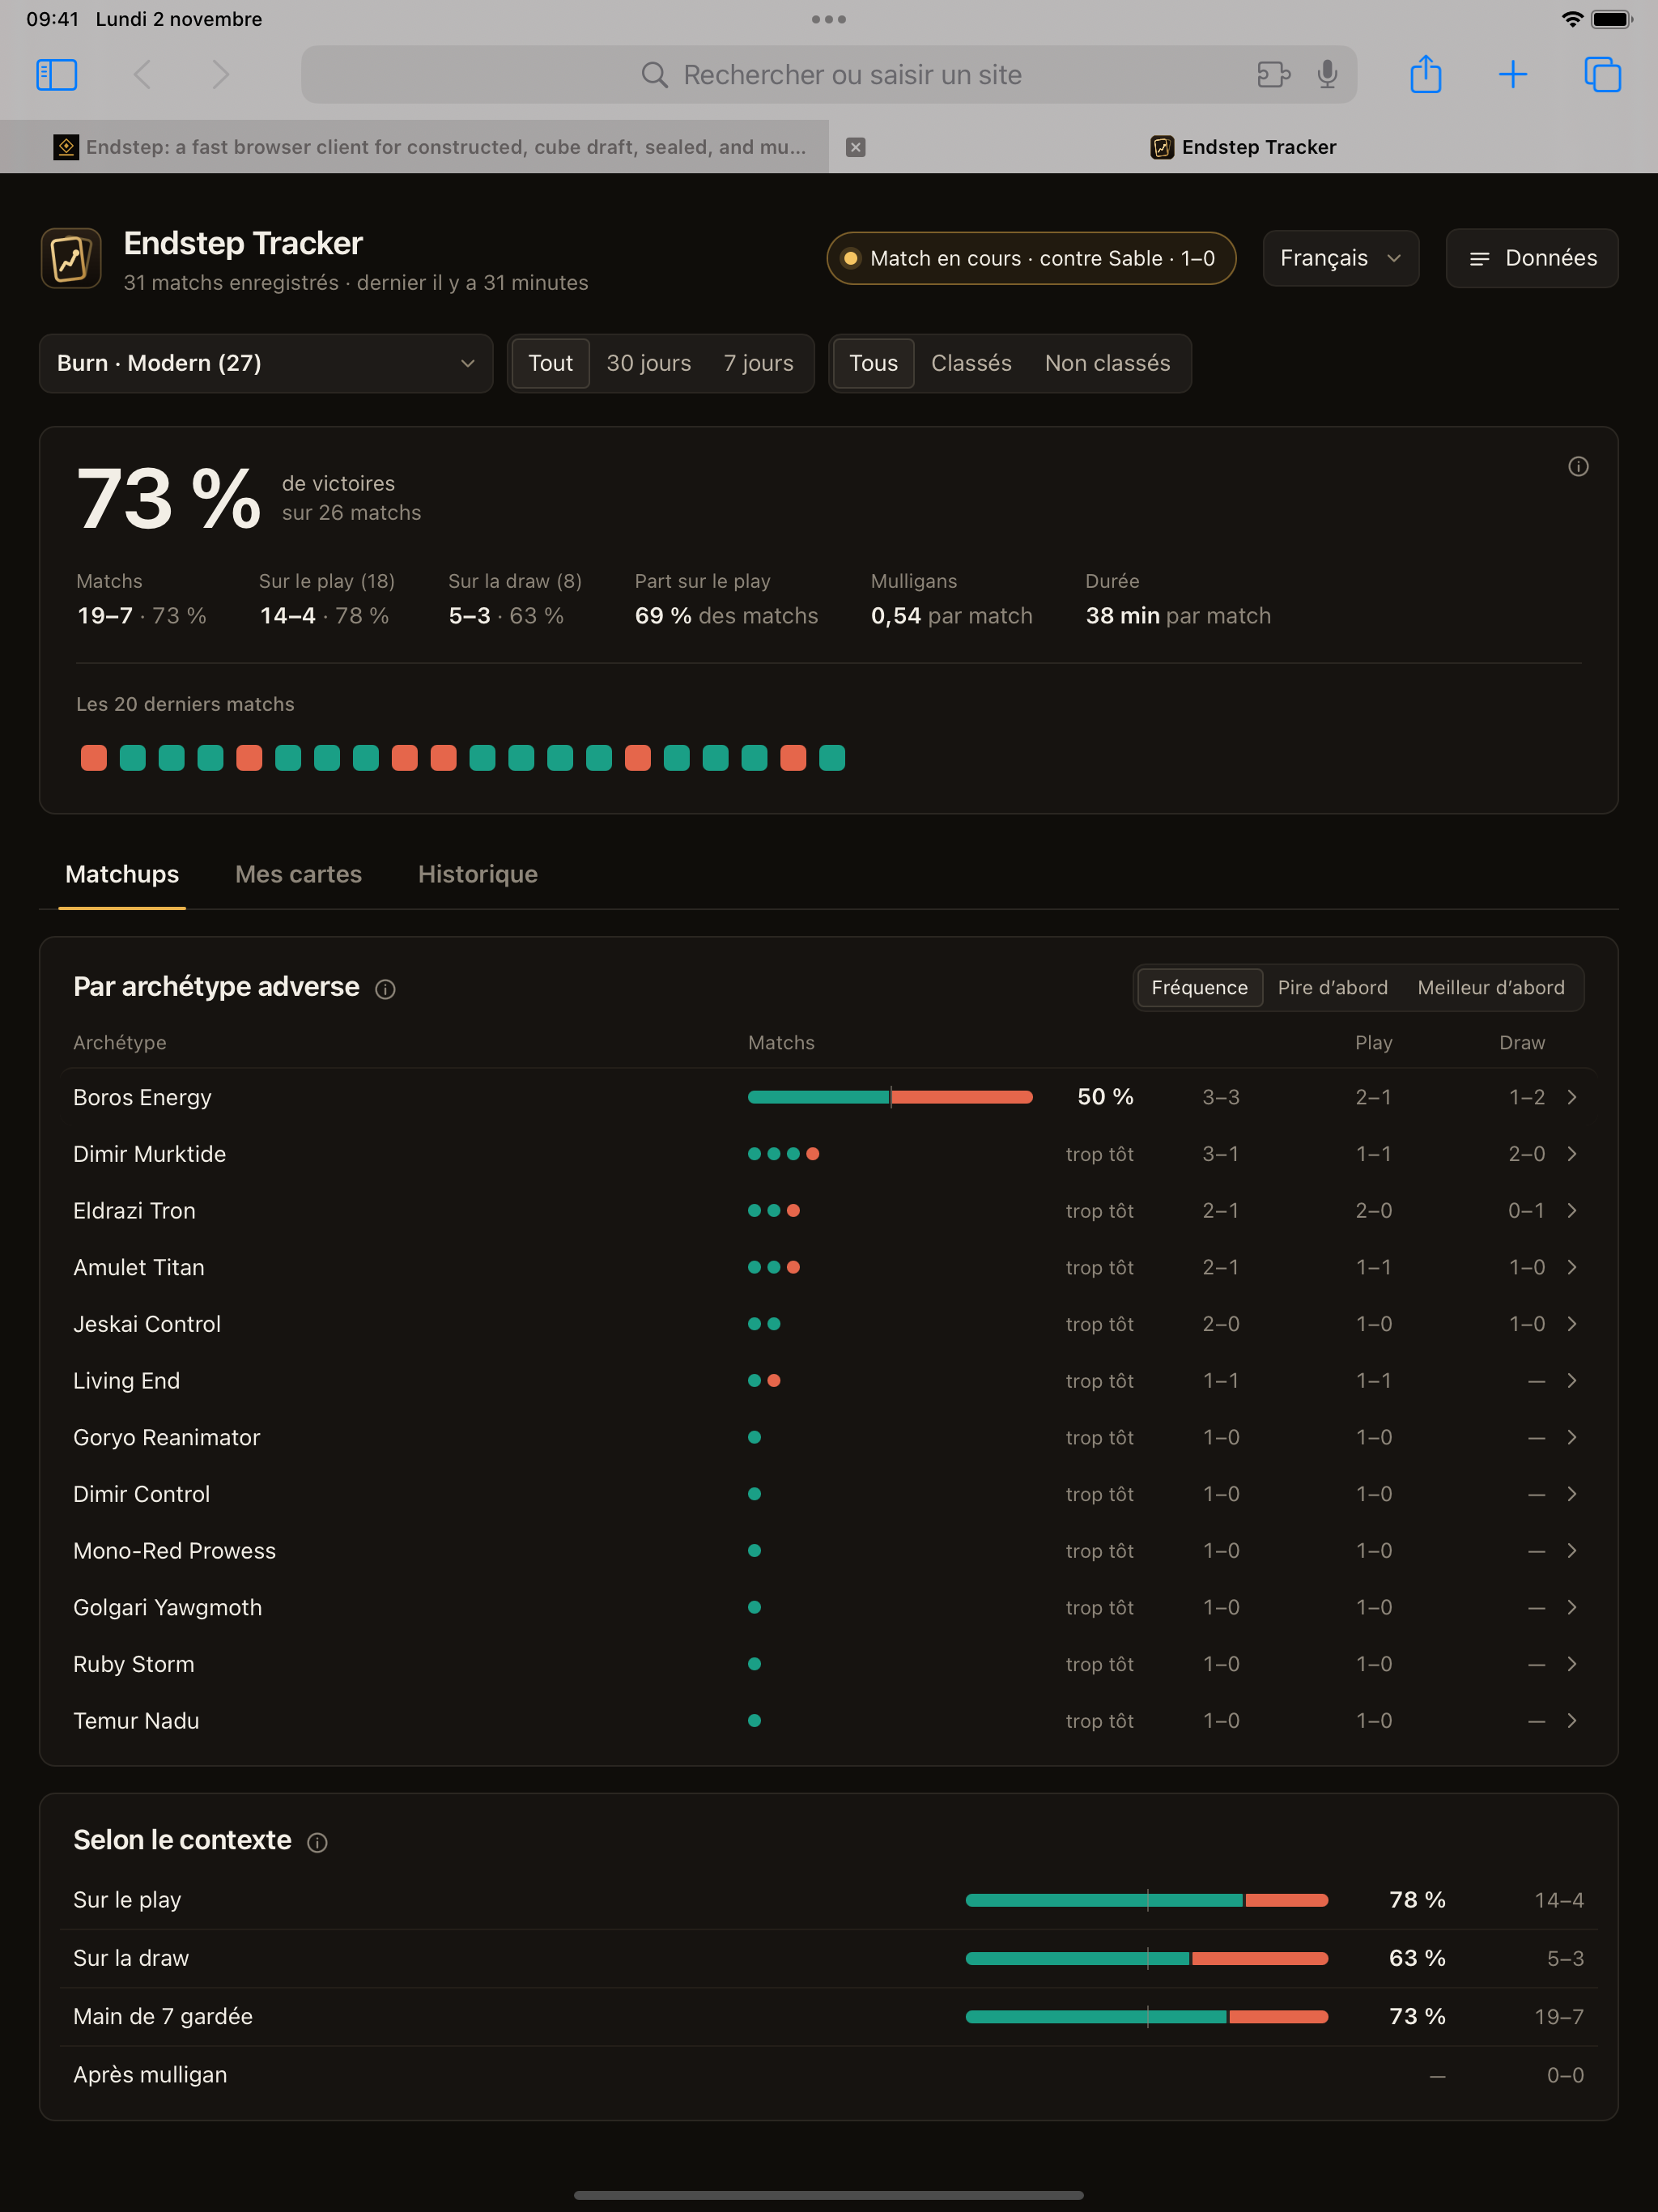 09:41 Lundi 2 novembre
Rechercher ou saisir un site
Endstep: a fast browser client for constructed, cube draft, sealed, and mu...
Endstep Tracker
Endstep Tracker
31 matchs enregistrés · dernier il y a 31 minutes
Match en cours · contre Sable · 1–0
Français
Données
Burn · Modern (27)
Tout 30 jours 7 jours
Tous Classés Non classés
73 %
de victoires
sur 26 matchs
Matchs Sur le play (18) Sur la draw (8) Part sur le play Mulligans Durée
19–7 · 73 % 14–4 · 78 % 5–3 · 63 % 69 % des matchs 0,54 par match 38 min par match
Les 20 derniers matchs
Matchups Mes cartes Historique
Par archétype adverse
Fréquence Pire d’abord Meilleur d’abord
Archétype Matchs Play Draw
Boros Energy 50 % 3–3 2–1 1–2
Dimir Murktide trop tôt 3–1 1–1 2–0
Eldrazi Tron trop tôt 2–1 2–0 0–1
Amulet Titan trop tôt 2–1 1–1 1–0
Jeskai Control trop tôt 2–0 1–0 1–0
Living End trop tôt 1–1 1–1 —
Goryo Reanimator trop tôt 1–0 1–0 —
Dimir Control trop tôt 1–0 1–0 —
Mono-Red Prowess trop tôt 1–0 1–0 —
Golgari Yawgmoth trop tôt 1–0 1–0 —
Ruby Storm trop tôt 1–0 1–0 —
Temur Nadu trop tôt 1–0 1–0 —
Selon le contexte
Sur le play 78 % 14–4
Sur la draw 63 % 5–3
Main de 7 gardée 73 % 19–7
Après mulligan — 0–0